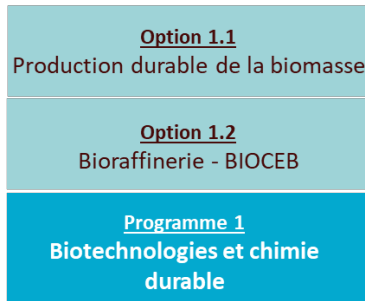 Option 1.1
Production durable de la biomasse
Option 1.2
Bioraffinerie - BIOCEB
Programme 1
Biotechnologies et chimie
durable